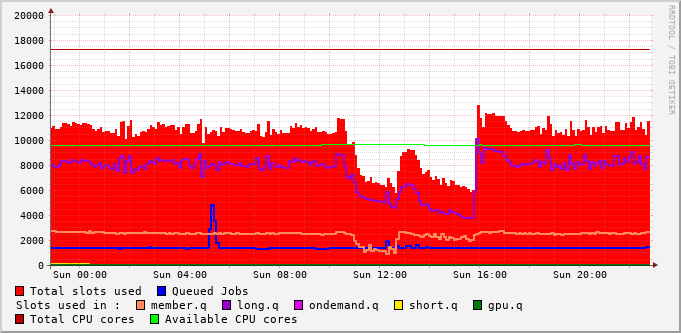 20000
18000
16000
14000
12000
10000
8000
6000
4000
2000
0
Sun 00:00 Sun 04:00 Sun 08:00 Sun 12:00 Sun 16:00 Sun 20:00
RRDTOOL / TOBI OETIKER
Total slots used Queued Jobs
Slots used in : member.q long.q ondemand.q short.q gpu.q
Total CPU cores Available CPU cores